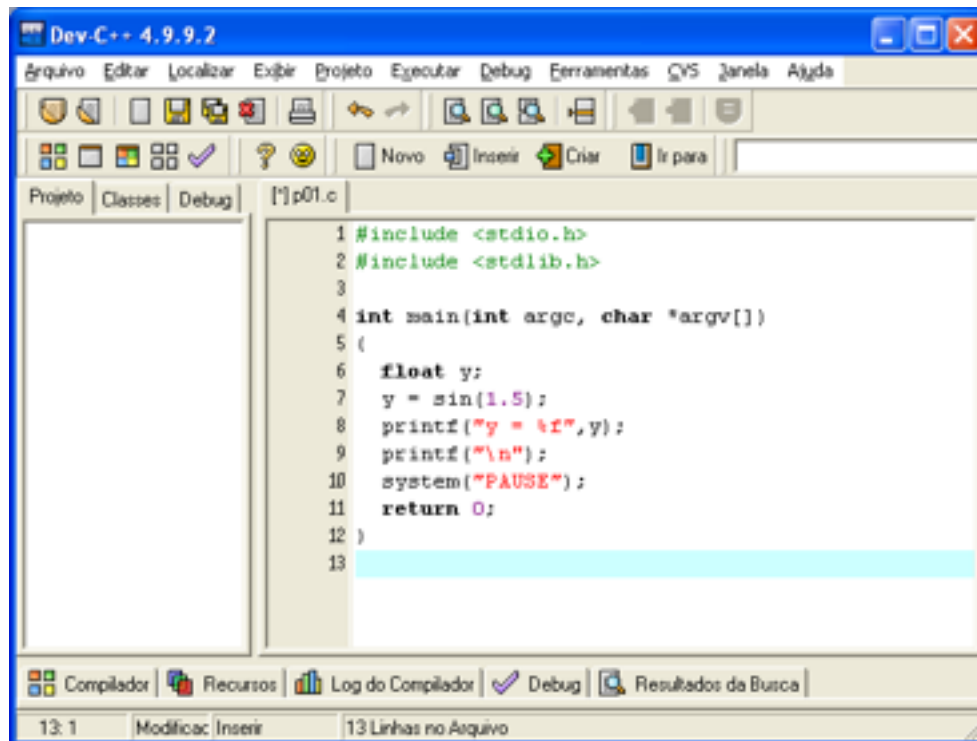 Dev-C++ 4.9.9.2
Arquivo Editar Localizar Exibir Projeto Executar Debug Ferramentas CVS Janela Ajuda
Novo Inserir Criar Ir para
Projeto Classes Debug [*] p01.c
1 #include <stdio.h>
2 #include <stdlib.h>
3
4 int main(int argc, char *argv[])
5 {
6 float y;
7 y = sin(1.5);
8 printf("y = %f",y);
9 printf("\n");
10 system("PAUSE");
11 return 0;
12 }
13
Compilador Recursos Log do Compilador Debug Resultados da Busca
13: 1 Modificac Inserir 13 Linhas no Arquivo